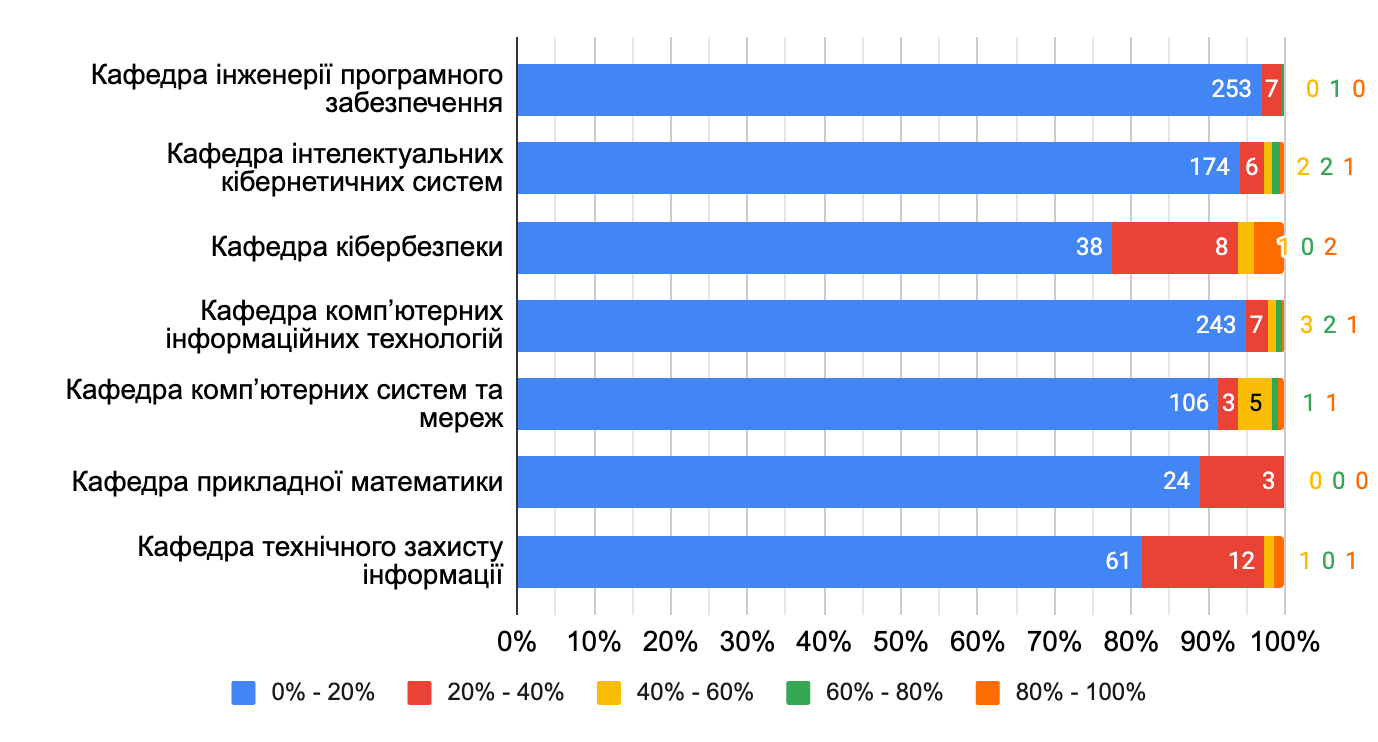 Кафедра інженерії програмного
забезпечення
253 7 0 1 0
Кафедра інтелектуальних
кібернетичних систем
174 6 2 2 1
Кафедра кібербезпеки
38 8 1 0 2
Кафедра комп’ютерних
інформаційних технологій
243 7 3 2 1
Кафедра комп’ютерних систем та
мереж
106 3 5 1 1
Кафедра прикладної математики
24 3 0 0 0
Кафедра технічного захисту
інформації
61 12 1 0 1
0% 10% 20% 30% 40% 50% 60% 70% 80% 90% 100%
0% - 20% 20% - 40% 40% - 60% 60% - 80% 80% - 100%